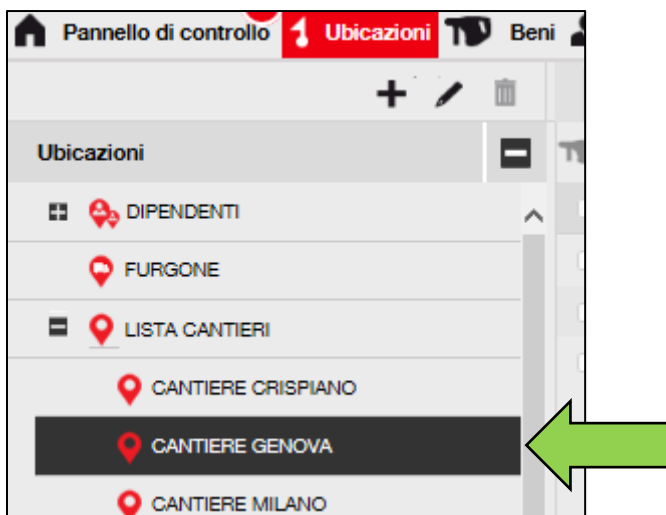 Pannello di controllo Ubicazioni Beni
Ubicazioni
DIPENDENTI
FURGONE
LISTA CANTIERI
CANTIERE CRISPIANO
CANTIERE GENOVA
CANTIERE MILANO